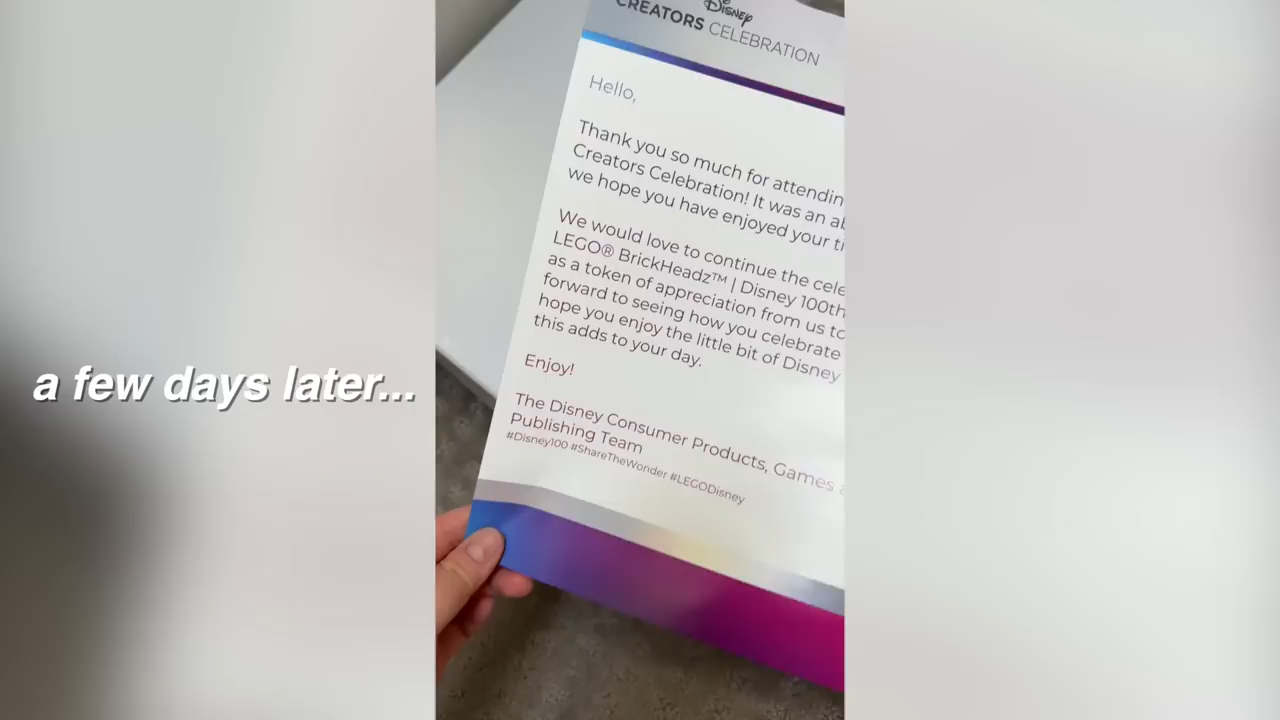 Disney
CREATORS CELEBRATION
Hello,
Thank you so much for
Creators Celebration! It was an
we hope you have enjoyed your
We would love to continue the
LEGO® BrickHeadz™ | Disney 100th
as a token of appreciation from us to
forward to seeing how you celebrate
hope you enjoy the little bit of Disney
this adds to your day.
Enjoy!
The Disney Consumer Products, Games
Publishing Team
#Disney100 #ShareTheWonder #LEGODisney
a few days later...